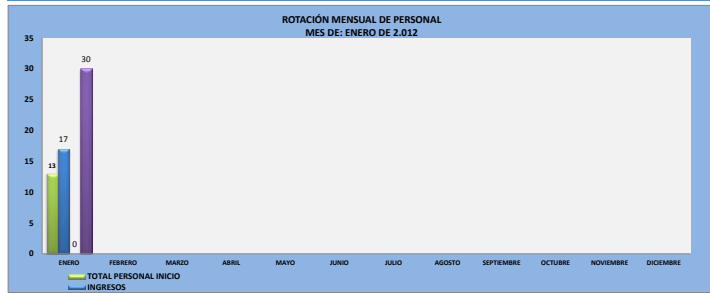 ROTACIÓN MENSUAL DE PERSONAL
MES DE: ENERO DE 2.012
35
30
25
20
15
10
5
0
13
17
0
30
ENERO FEBRERO MARZO ABRIL MAYO JUNIO JULIO AGOSTO SEPTIEMBRE OCTUBRE NOVIEMBRE DICIEMBRE
TOTAL PERSONAL INICIO
INGRESOS